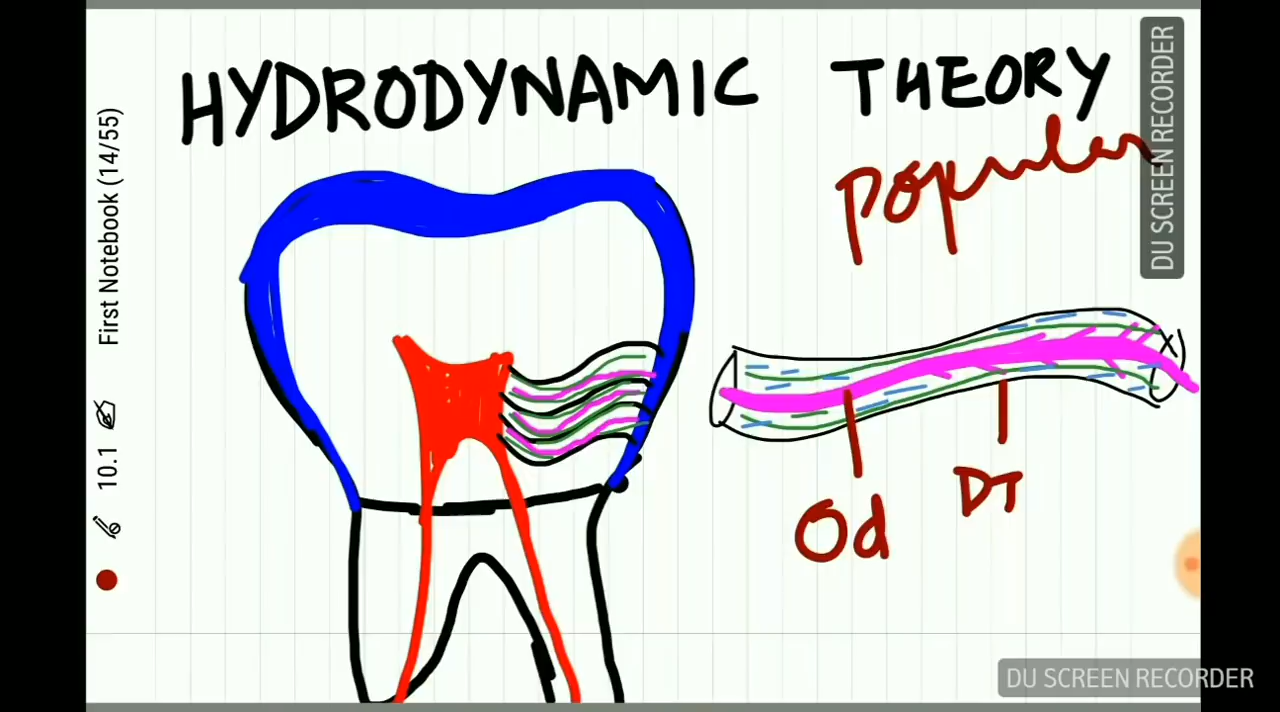 HYDRODYNAMIC THEORY
popular
Od
DT
First Notebook (14/55)
10.1
DU SCREEN RECORDER
DU SCREEN RECORDER